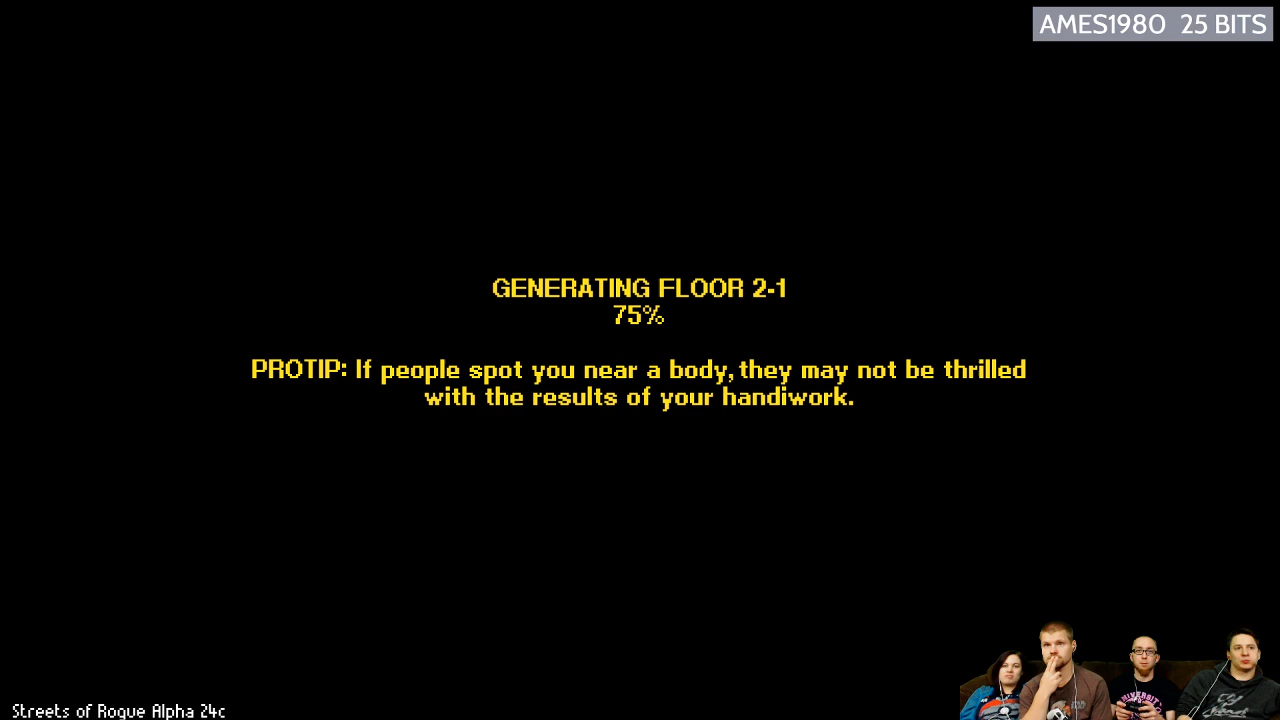 AMES1980 25 BITS
GENERATING FLOOR 2-1
75%
PROTIP: If people spot you near a body, they may not be thrilled
with the results of your handiwork.
Streets of Rogue Alpha 24c